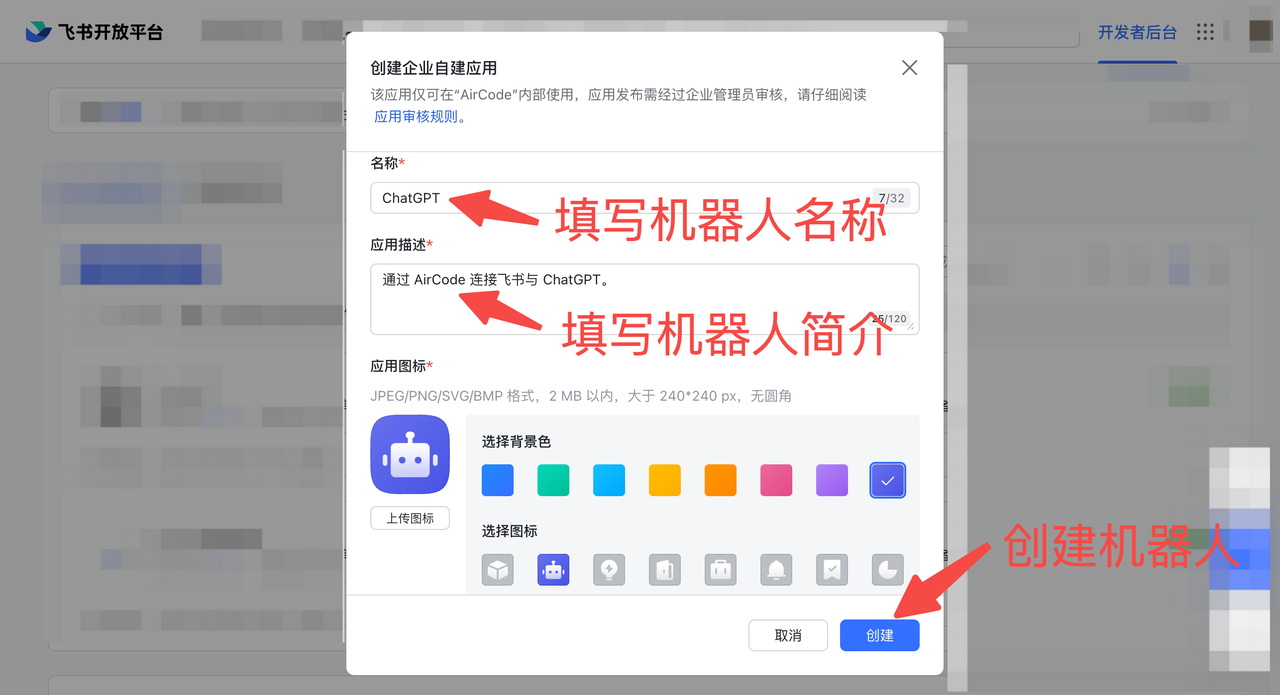 飞书开放平台
开发者后台
创建企业自建应用
该应用仅可在“AirCode”内部使用，应用发布需经过企业管理员审核，请仔细阅读
应用审核规则。
名称*
ChatGPT
7/32
填写机器人名称
应用描述*
通过 AirCode 连接飞书与 ChatGPT。
25/120
填写机器人简介
应用图标*
JPEG/PNG/SVG/BMP 格式，2 MB 以内，大于 240*240 px，无圆角
选择背景色
上传图标
选择图标
创建机器人
取消
创建